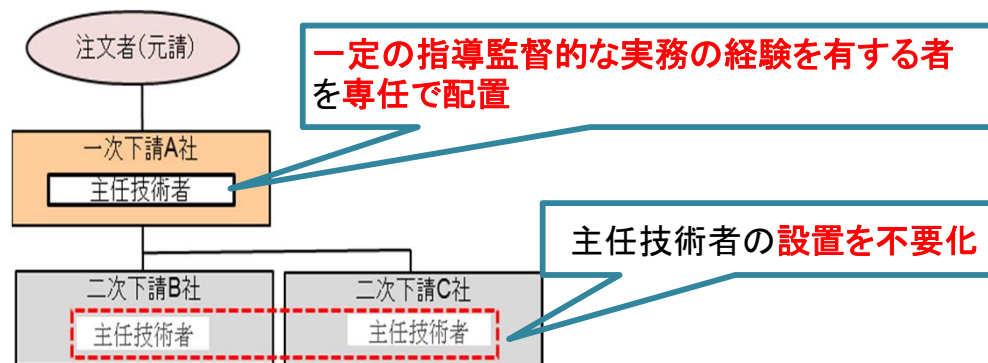 注文者(元請)
一定の指導監督的な実務の経験を有する者
を専任で配置
一次下請A社
主任技術者
主任技術者の設置を不要化
二次下請B社
主任技術者
二次下請C社
主任技術者